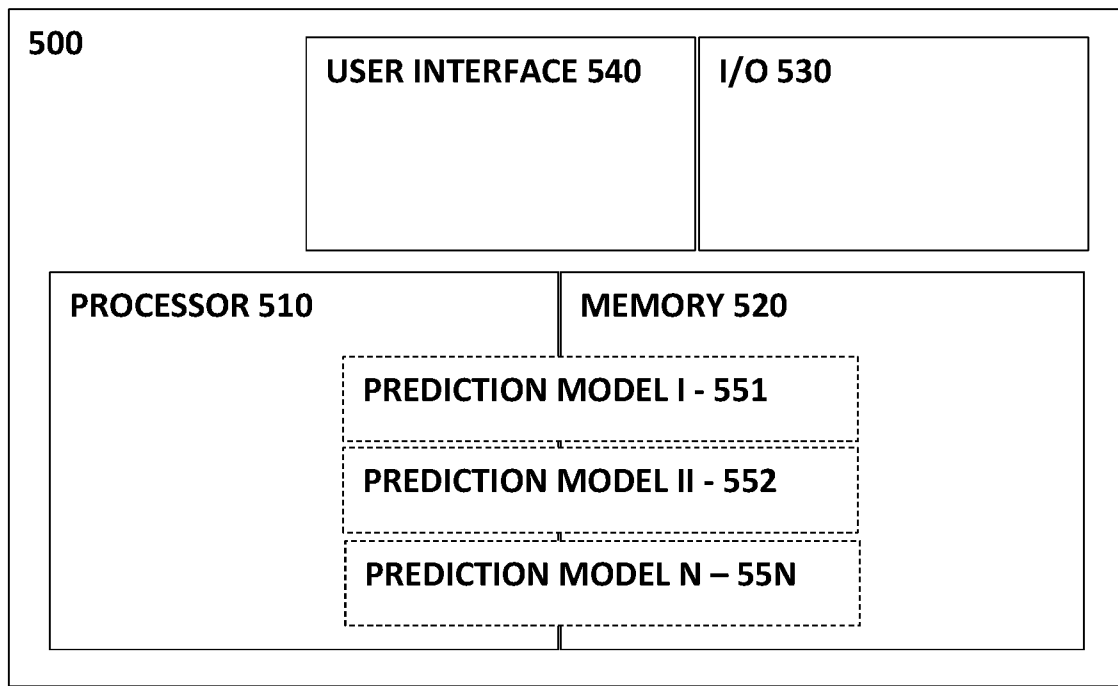 500
USER INTERFACE 540
I/O 530
PROCESSOR 510
MEMORY 520
PREDICTION MODEL I - 551
PREDICTION MODEL II - 552
PREDICTION MODEL N – 55N